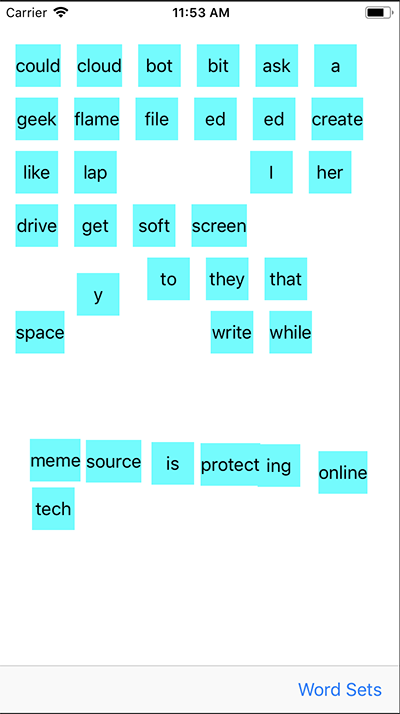 Carrier 11:53 AM
could cloud bot bit ask a
geek flame file ed ed create
like lap I her
drive get soft screen
y to they that
space write while
meme source is protect ing online
tech
Word Sets